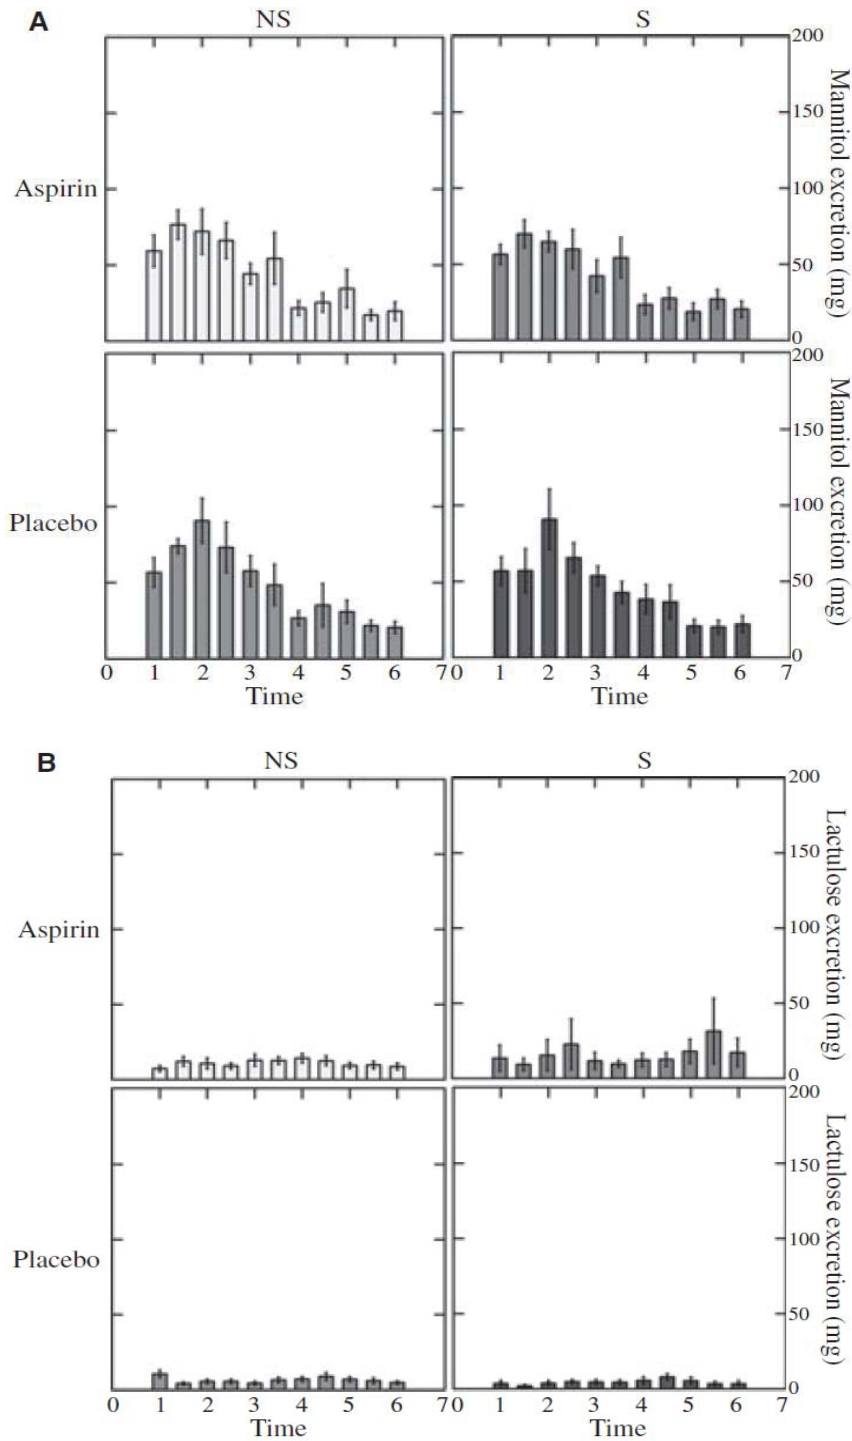 A
NS
S
200
150
100
50
0
Mannitol excretion (mg)
Aspirin
200
150
100
50
0
Mannitol excretion (mg)
Placebo
0 1 2 3 4 5 6 7
Time
0 1 2 3 4 5 6 7
Time
B
NS
S
200
150
100
50
0
Lactulose excretion (mg)
Aspirin
200
150
100
50
0
Lactulose excretion (mg)
Placebo
0 1 2 3 4 5 6 7
Time
0 1 2 3 4 5 6 7
Time